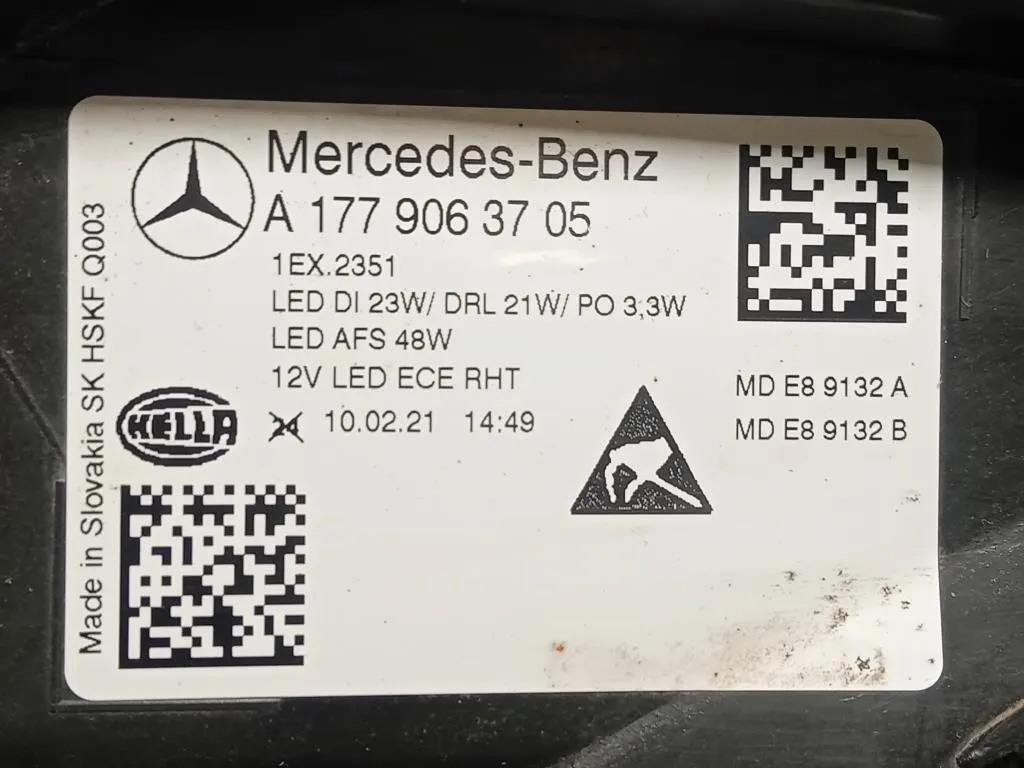 Mercedes-Benz
A 177 906 37 05
1EX.2351
LED DI 23W/ DRL 21W/ PO 3,3W
LED AFS 48W
12V LED ECE RHT
10.02.21 14:49
HELLA
MD E8 9132 A
MD E8 9132 B
Made in Slovakia SK HSKF Q003